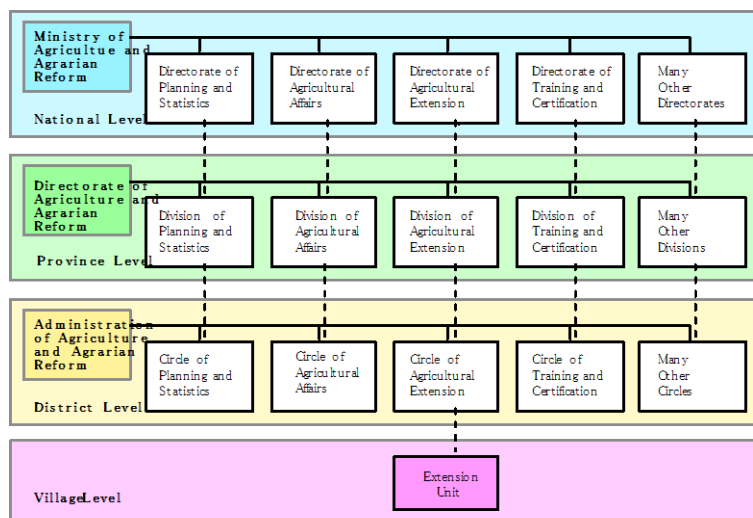 Ministry of
Agricultue and
Agrarian
Reform
National Level
Directorate of
Planning and
Statistics
Directorate of
Agricultural
Affairs
Directorate of
Agricultural
Extension
Directorate of
Training and
Certification
Many
Other
Directorates
Directorate of
Agriculture and
Agrarian
Reform
Province Level
Division of
Planning and
Statistics
Division of
Agricultural
Affairs
Division of
Agricultural
Extension
Division of
Training and
Certification
Many
Other
Divisions
Administration
of Agriculture
and Agrarian
Reform
District Level
Circle of
Planning and
Statistics
Circle of
Agricultural
Affairs
Circle of
Agricultural
Extension
Circle of
Training and
Certification
Many
Other
Circles
Village Level
Extension
Unit